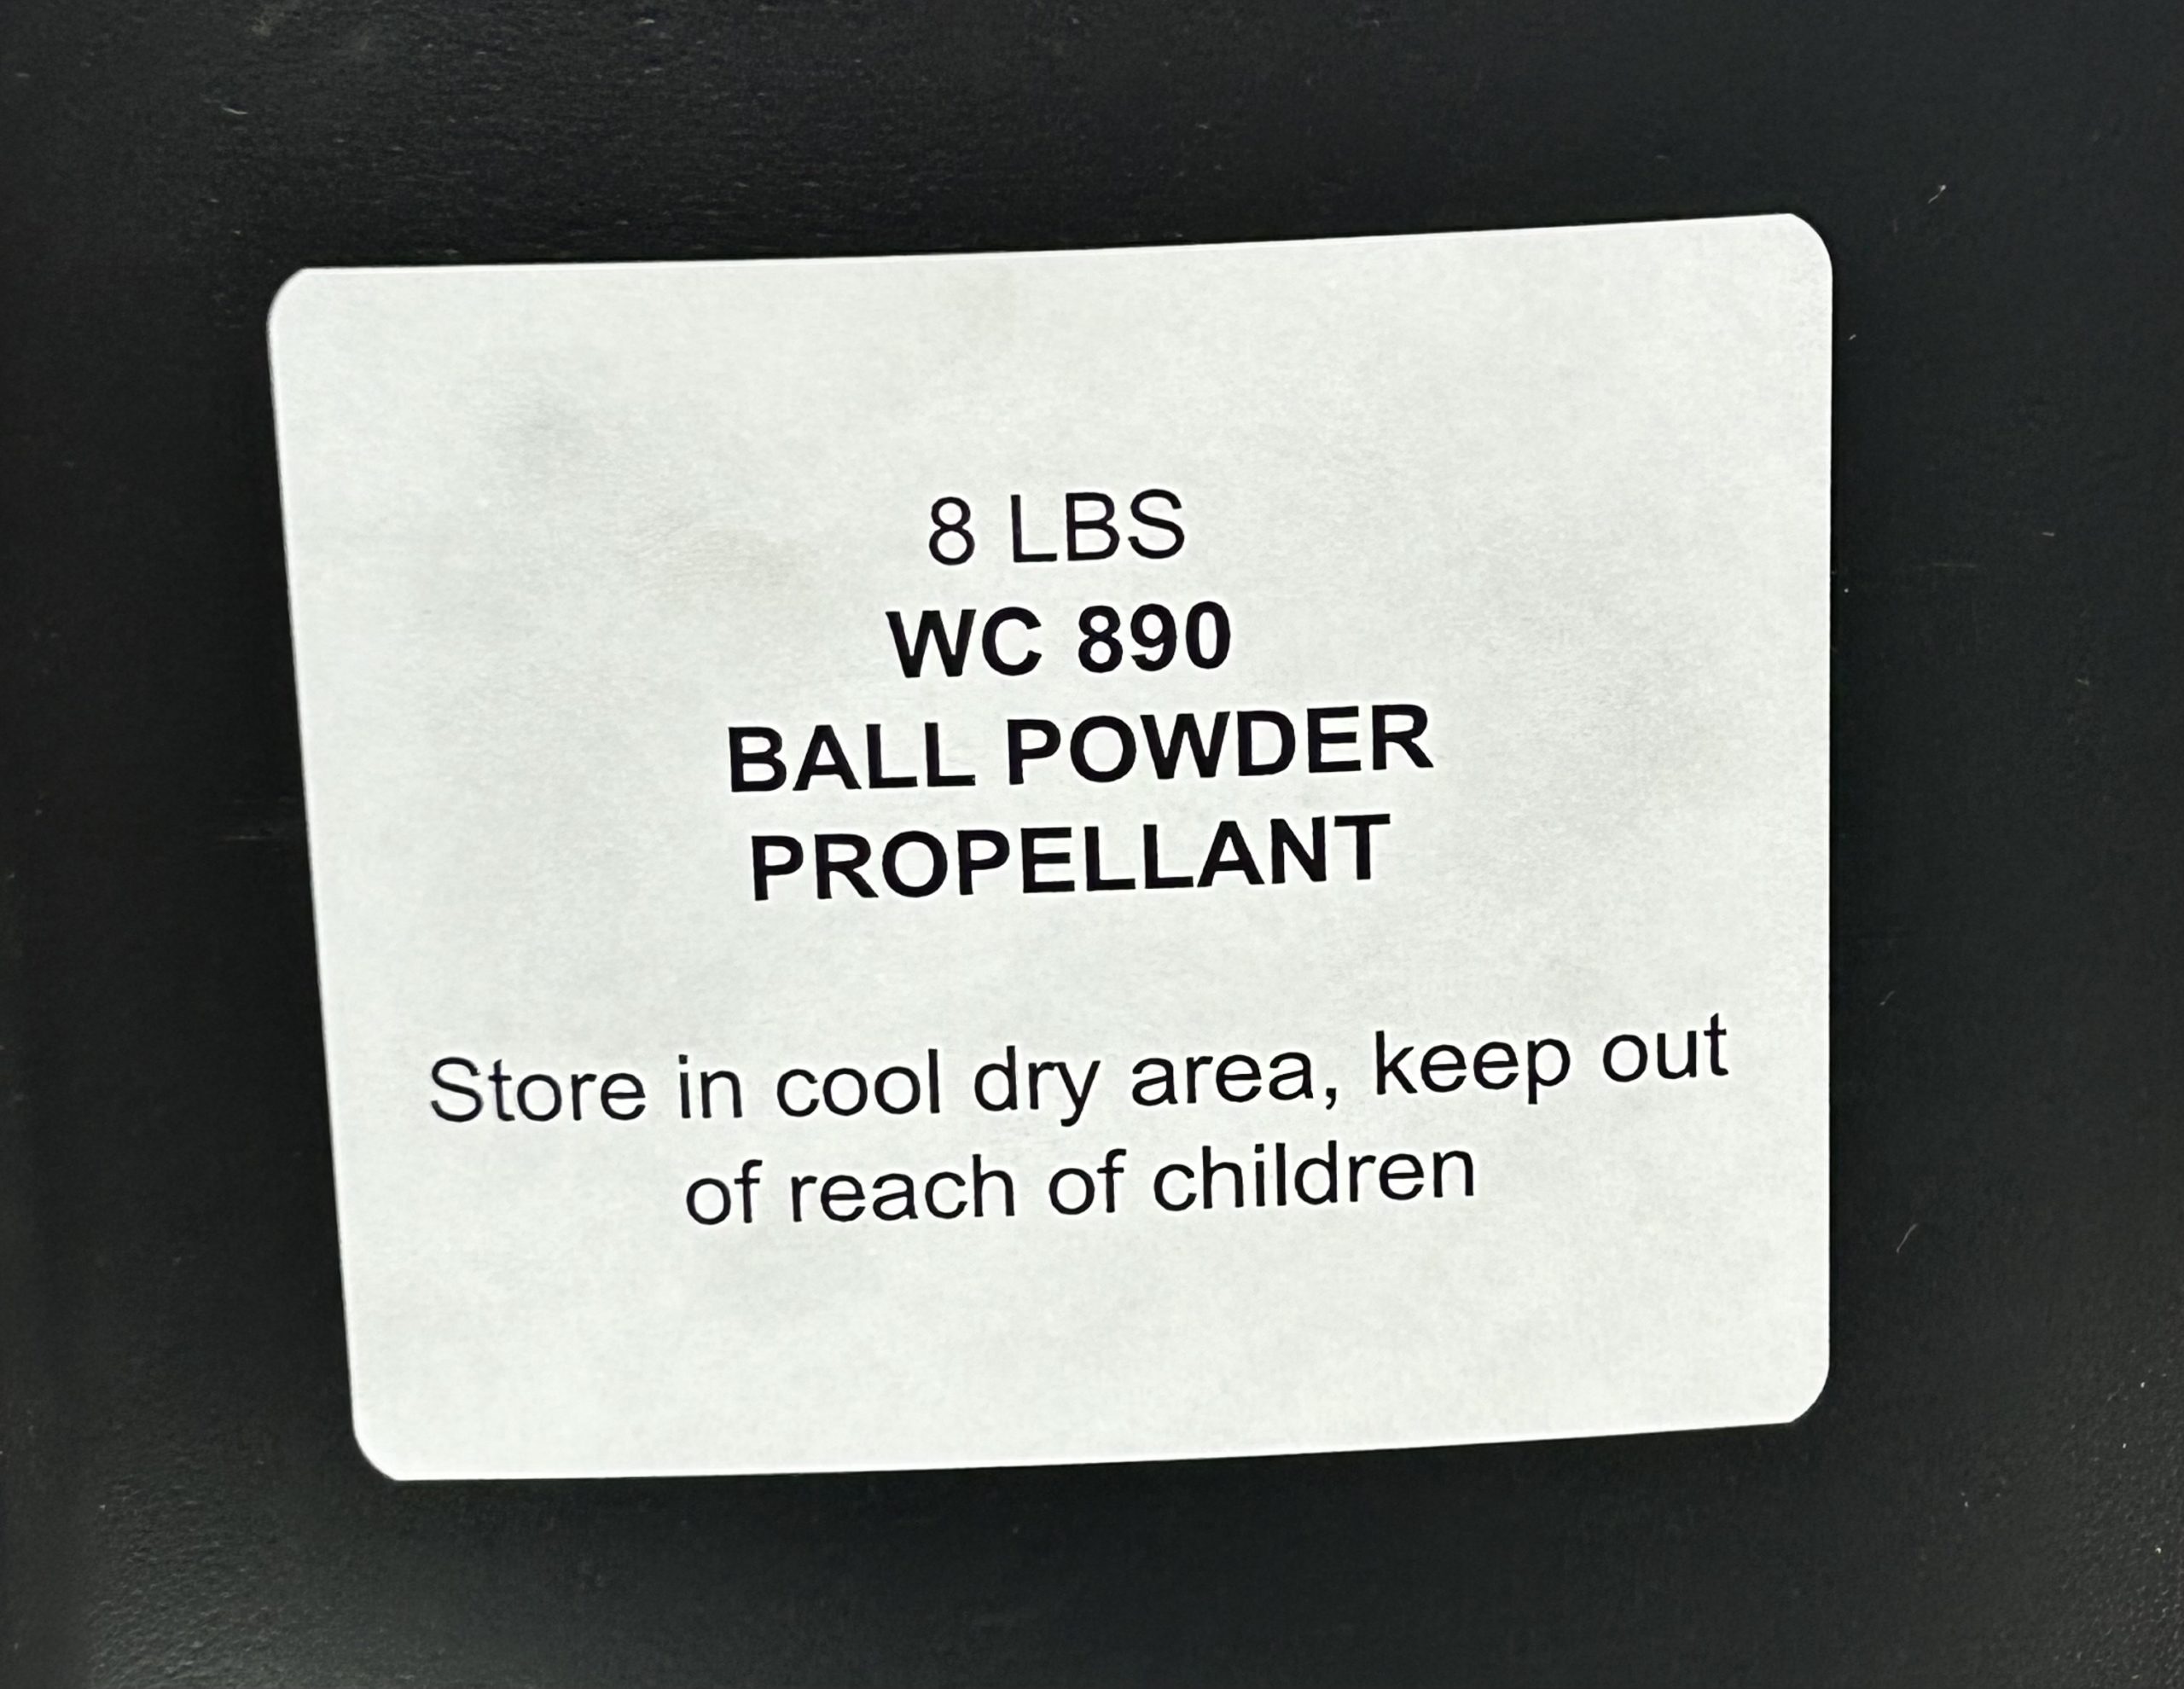 8 LBS
WC 890
BALL POWDER
PROPELLANT
Store in cool dry area, keep out
of reach of children